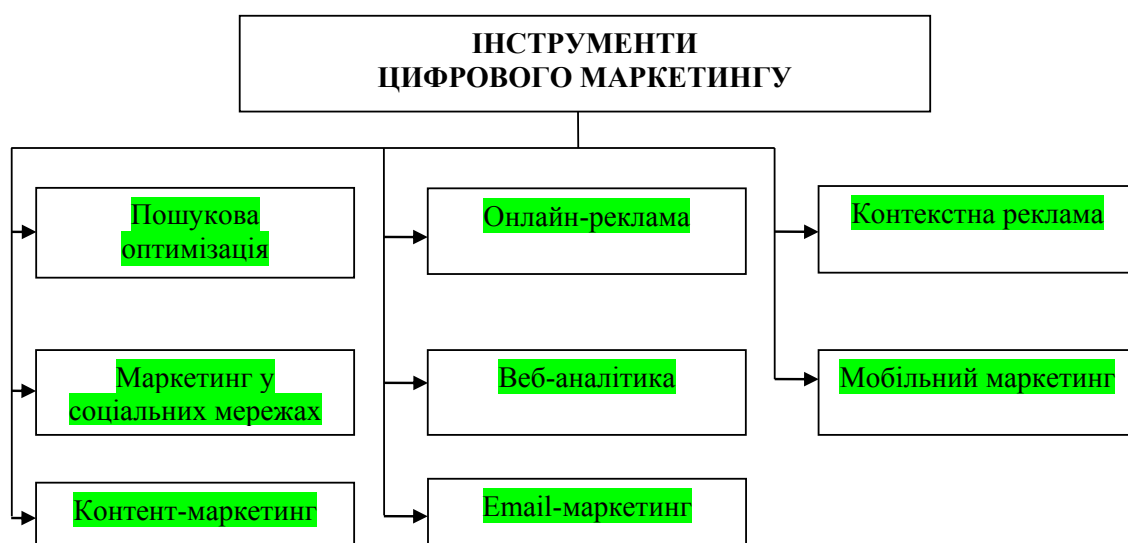 ІНСТРУМЕНТИ
ЦИФРОВОГО МАРКЕТИНГУ
Пошукова
оптимізація
Онлайн-реклама
Контекстна реклама
Маркетинг у
соціальних мережах
Веб-аналітика
Мобільний маркетинг
Контент-маркетинг
Email-маркетинг